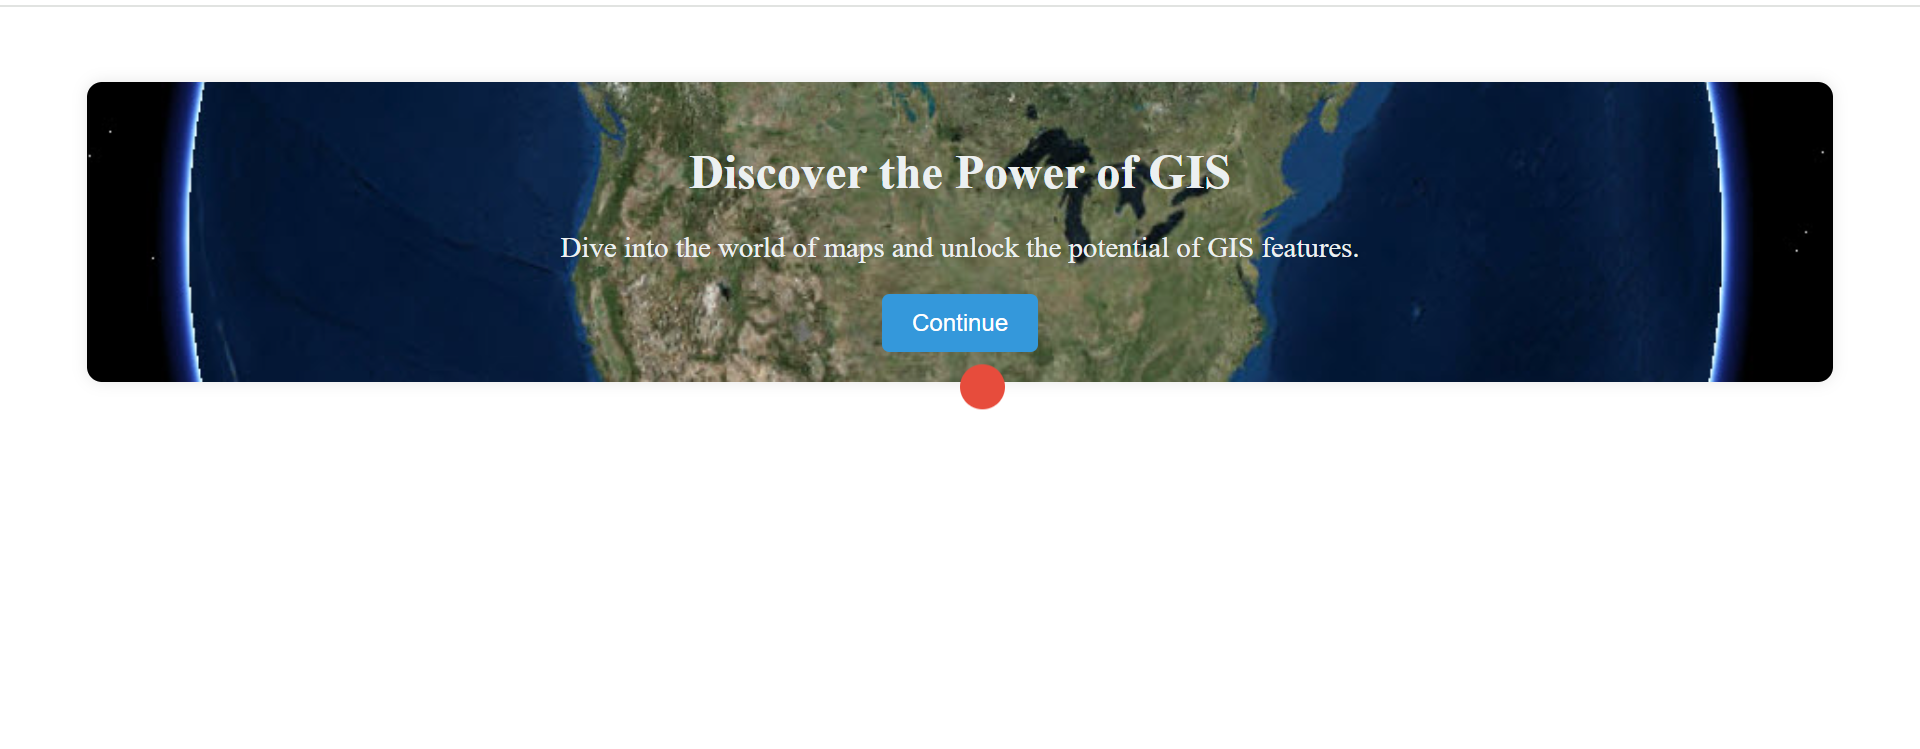 Discover the Power of GIS
Dive into the world of maps and unlock the potential of GIS features.
Continue